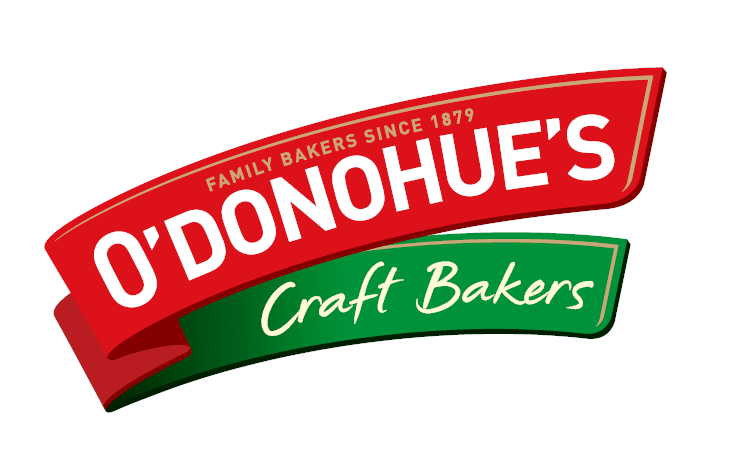 FAMILY BAKERS SINCE 1879
O'DONOHUE'S
Craft Bakers